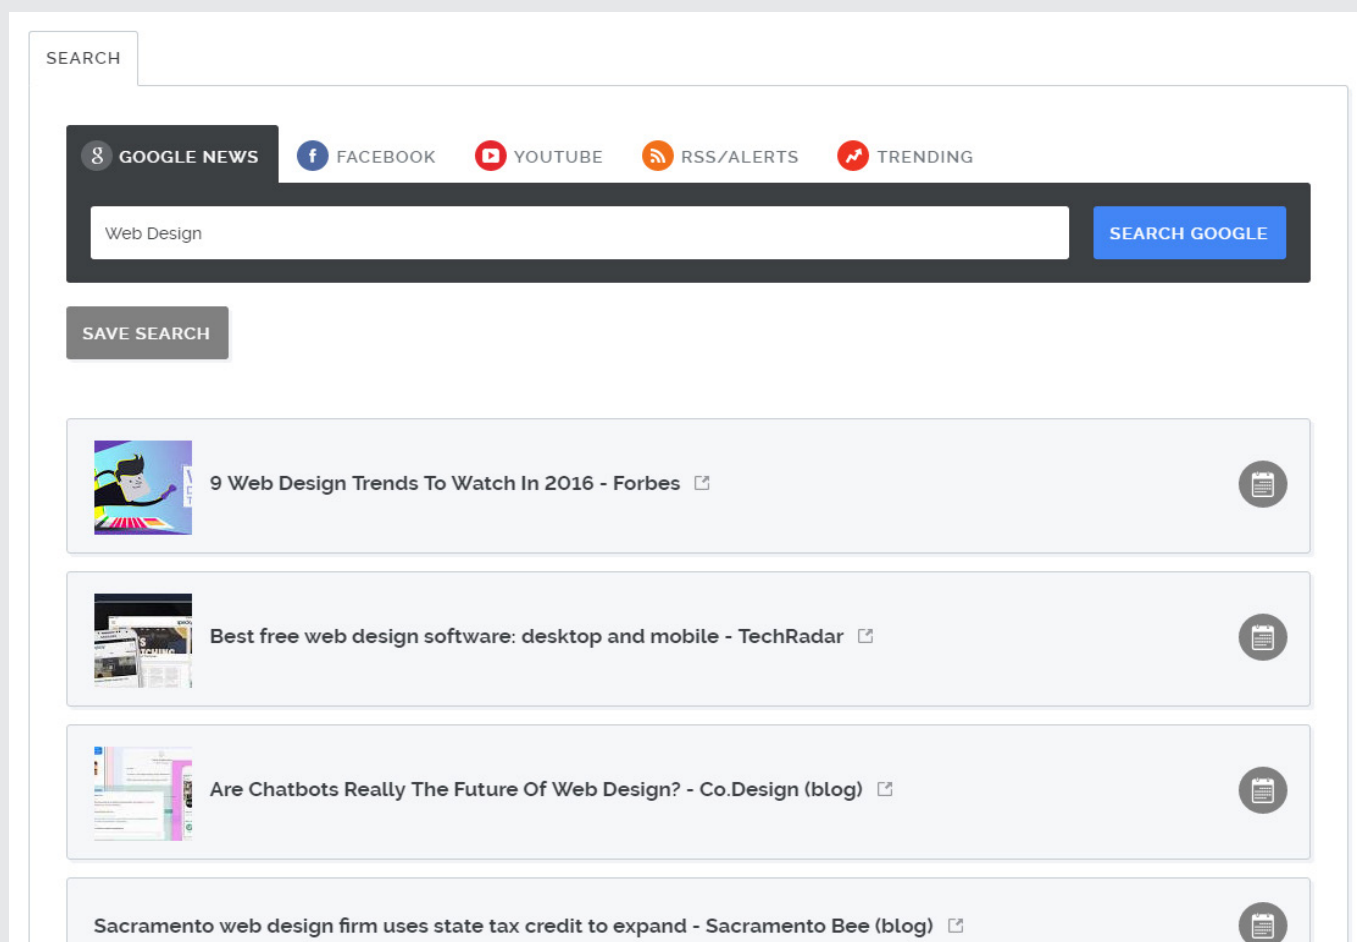 SEARCH
GOOGLE NEWS
FACEBOOK
YOUTUBE
RSS/ALERTS
TRENDING
Web Design
SEARCH GOOGLE
SAVE SEARCH
9 Web Design Trends To Watch In 2016 - Forbes
Best free web design software: desktop and mobile - TechRadar
Are Chatbots Really The Future Of Web Design? - Co.Design (blog)
Sacramento web design firm uses state tax credit to expand - Sacramento Bee (blog)